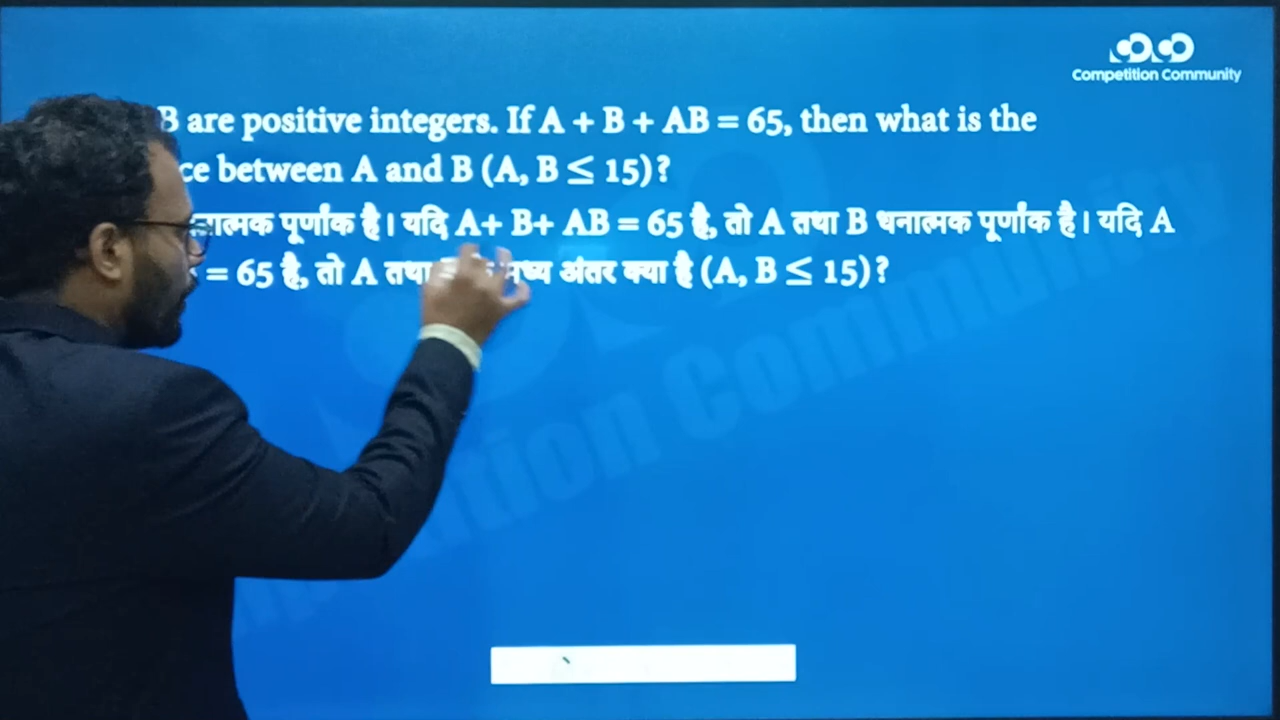 Competition Community
B are positive integers. If A + B + AB = 65, then what is the
ce between A and B (A, B ≤ 15)?
पूर्णांक है। यदि A+ B+ AB = 65 है, तो A तथा B धनात्मक पूर्णांक है। यदि A
= 65 है, तो A तथा अंतर क्या है (A, B ≤ 15)?